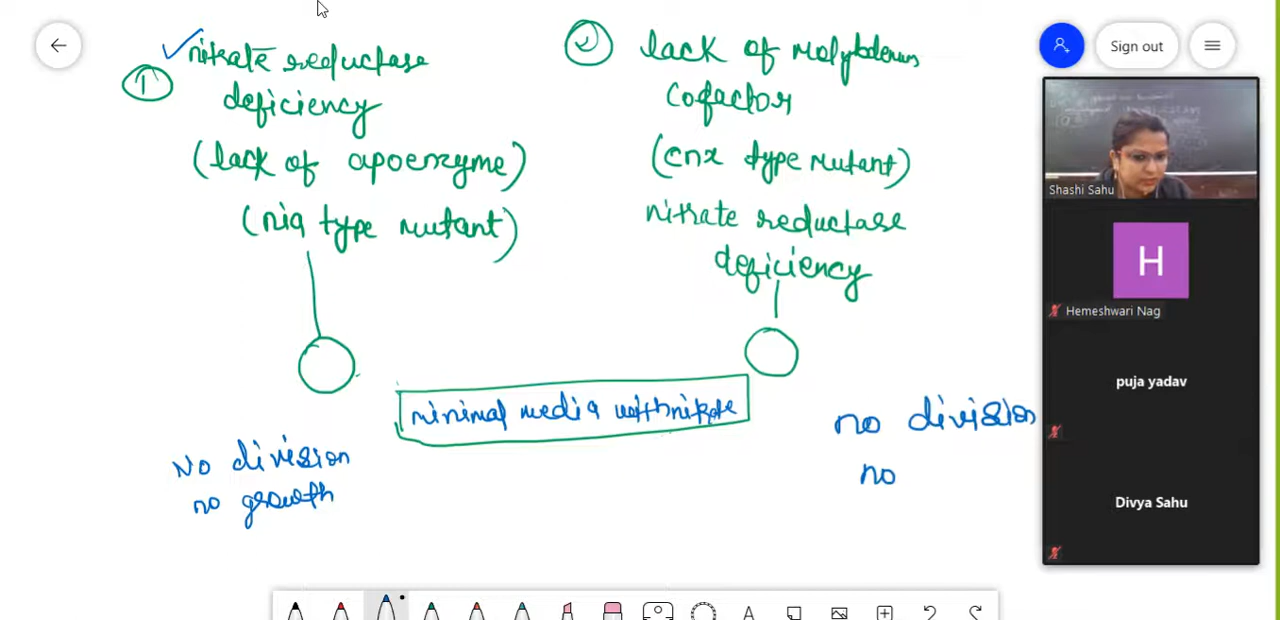 Sign out
① nitrate reductase
deficiency
(lack of apoenzyme)
(nia type mutant)
② lack of Molybdenum
cofactor
(cnx type mutant)
nitrate reductase
deficiency
minimal media with nitrate
No division
no growth
no division
no
Shashi Sahu
H
Hemeshwari Nag
puja yadav
Divya Sahu
A